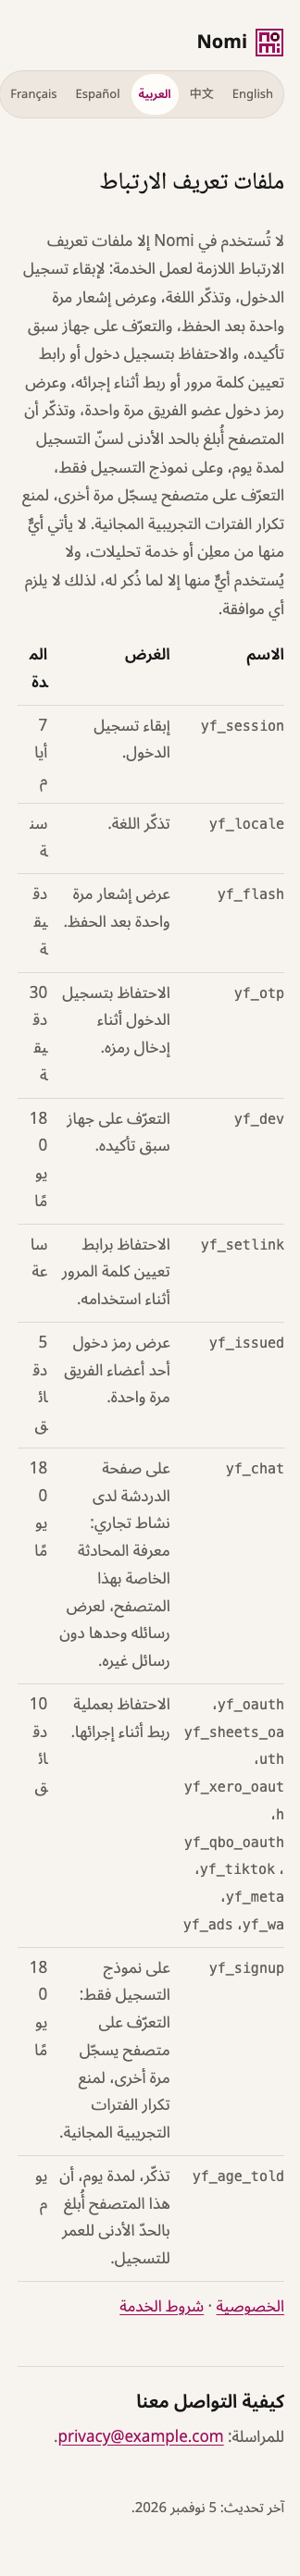 Nomi
English 中文 العربية Español Français
ملفات تعريف الارتباط
لا تُستخدم في Nomi إلا ملفات تعريف
الارتباط اللازمة لعمل الخدمة: لإبقاء تسجيل
الدخول، وتذكّر اللغة، وعرض إشعار مرة
واحدة بعد الحفظ، والتعرّف على جهاز سبق
تأكيده، والاحتفاظ بتسجيل دخول أو رابط
تعيين كلمة مرور أو ربط أثناء إجرائه، وعرض
رمز دخول عضو الفريق مرة واحدة، وتذكّر أن
المتصفح أُبلغ بالحد الأدنى لسنّ التسجيل
لمدة يوم، وعلى نموذج التسجيل فقط،
التعرّف على متصفح يسجّل مرة أخرى، لمنع
تكرار الفترات التجريبية المجانية. لا يأتي أيٌّ
منها من معلِن أو خدمة تحليلات، ولا
يُستخدم أيٌّ منها إلا لما ذُكر له، لذلك لا يلزم
أي موافقة.
الاسم الغرض المدة
yf_session إبقاء تسجيل الدخول. 7 أيام
yf_locale تذكّر اللغة. سنة
yf_flash عرض إشعار مرة واحدة بعد الحفظ. دقيقة
yf_otp الاحتفاظ بتسجيل الدخول أثناء إدخال رمزه. 30 دقيقة
yf_dev التعرّف على جهاز سبق تأكيده. 180 يومًا
yf_setlink الاحتفاظ برابط تعيين كلمة المرور أثناء استخدامه. ساعة
yf_issued عرض رمز دخول أحد أعضاء الفريق مرة واحدة. 5 دقائق
yf_chat على صفحة الدردشة لدى نشاط تجاري: معرفة المحادثة الخاصة بهذا المتصفح، لعرض رسائله وحدها دون رسائل غيره. 180 يومًا
yf_oauth، yf_sheets_oauth، yf_xero_oauth، yf_qbo_oauth، yf_tiktok، yf_meta، yf_wa، yf_ads الاحتفاظ بعملية ربط أثناء إجرائها. 10 دقائق
yf_signup على نموذج التسجيل فقط: التعرّف على متصفح يسجّل مرة أخرى، لمنع تكرار الفترات التجريبية المجانية. 180 يومًا
yf_age_told تذكّر، لمدة يوم، أن هذا المتصفح أُبلغ بالحدّ الأدنى للعمر للتسجيل. يوم
الخصوصية · شروط الخدمة
كيفية التواصل معنا
للمراسلة: privacy@example.com.
آخر تحديث: 5 نوفمبر 2026.